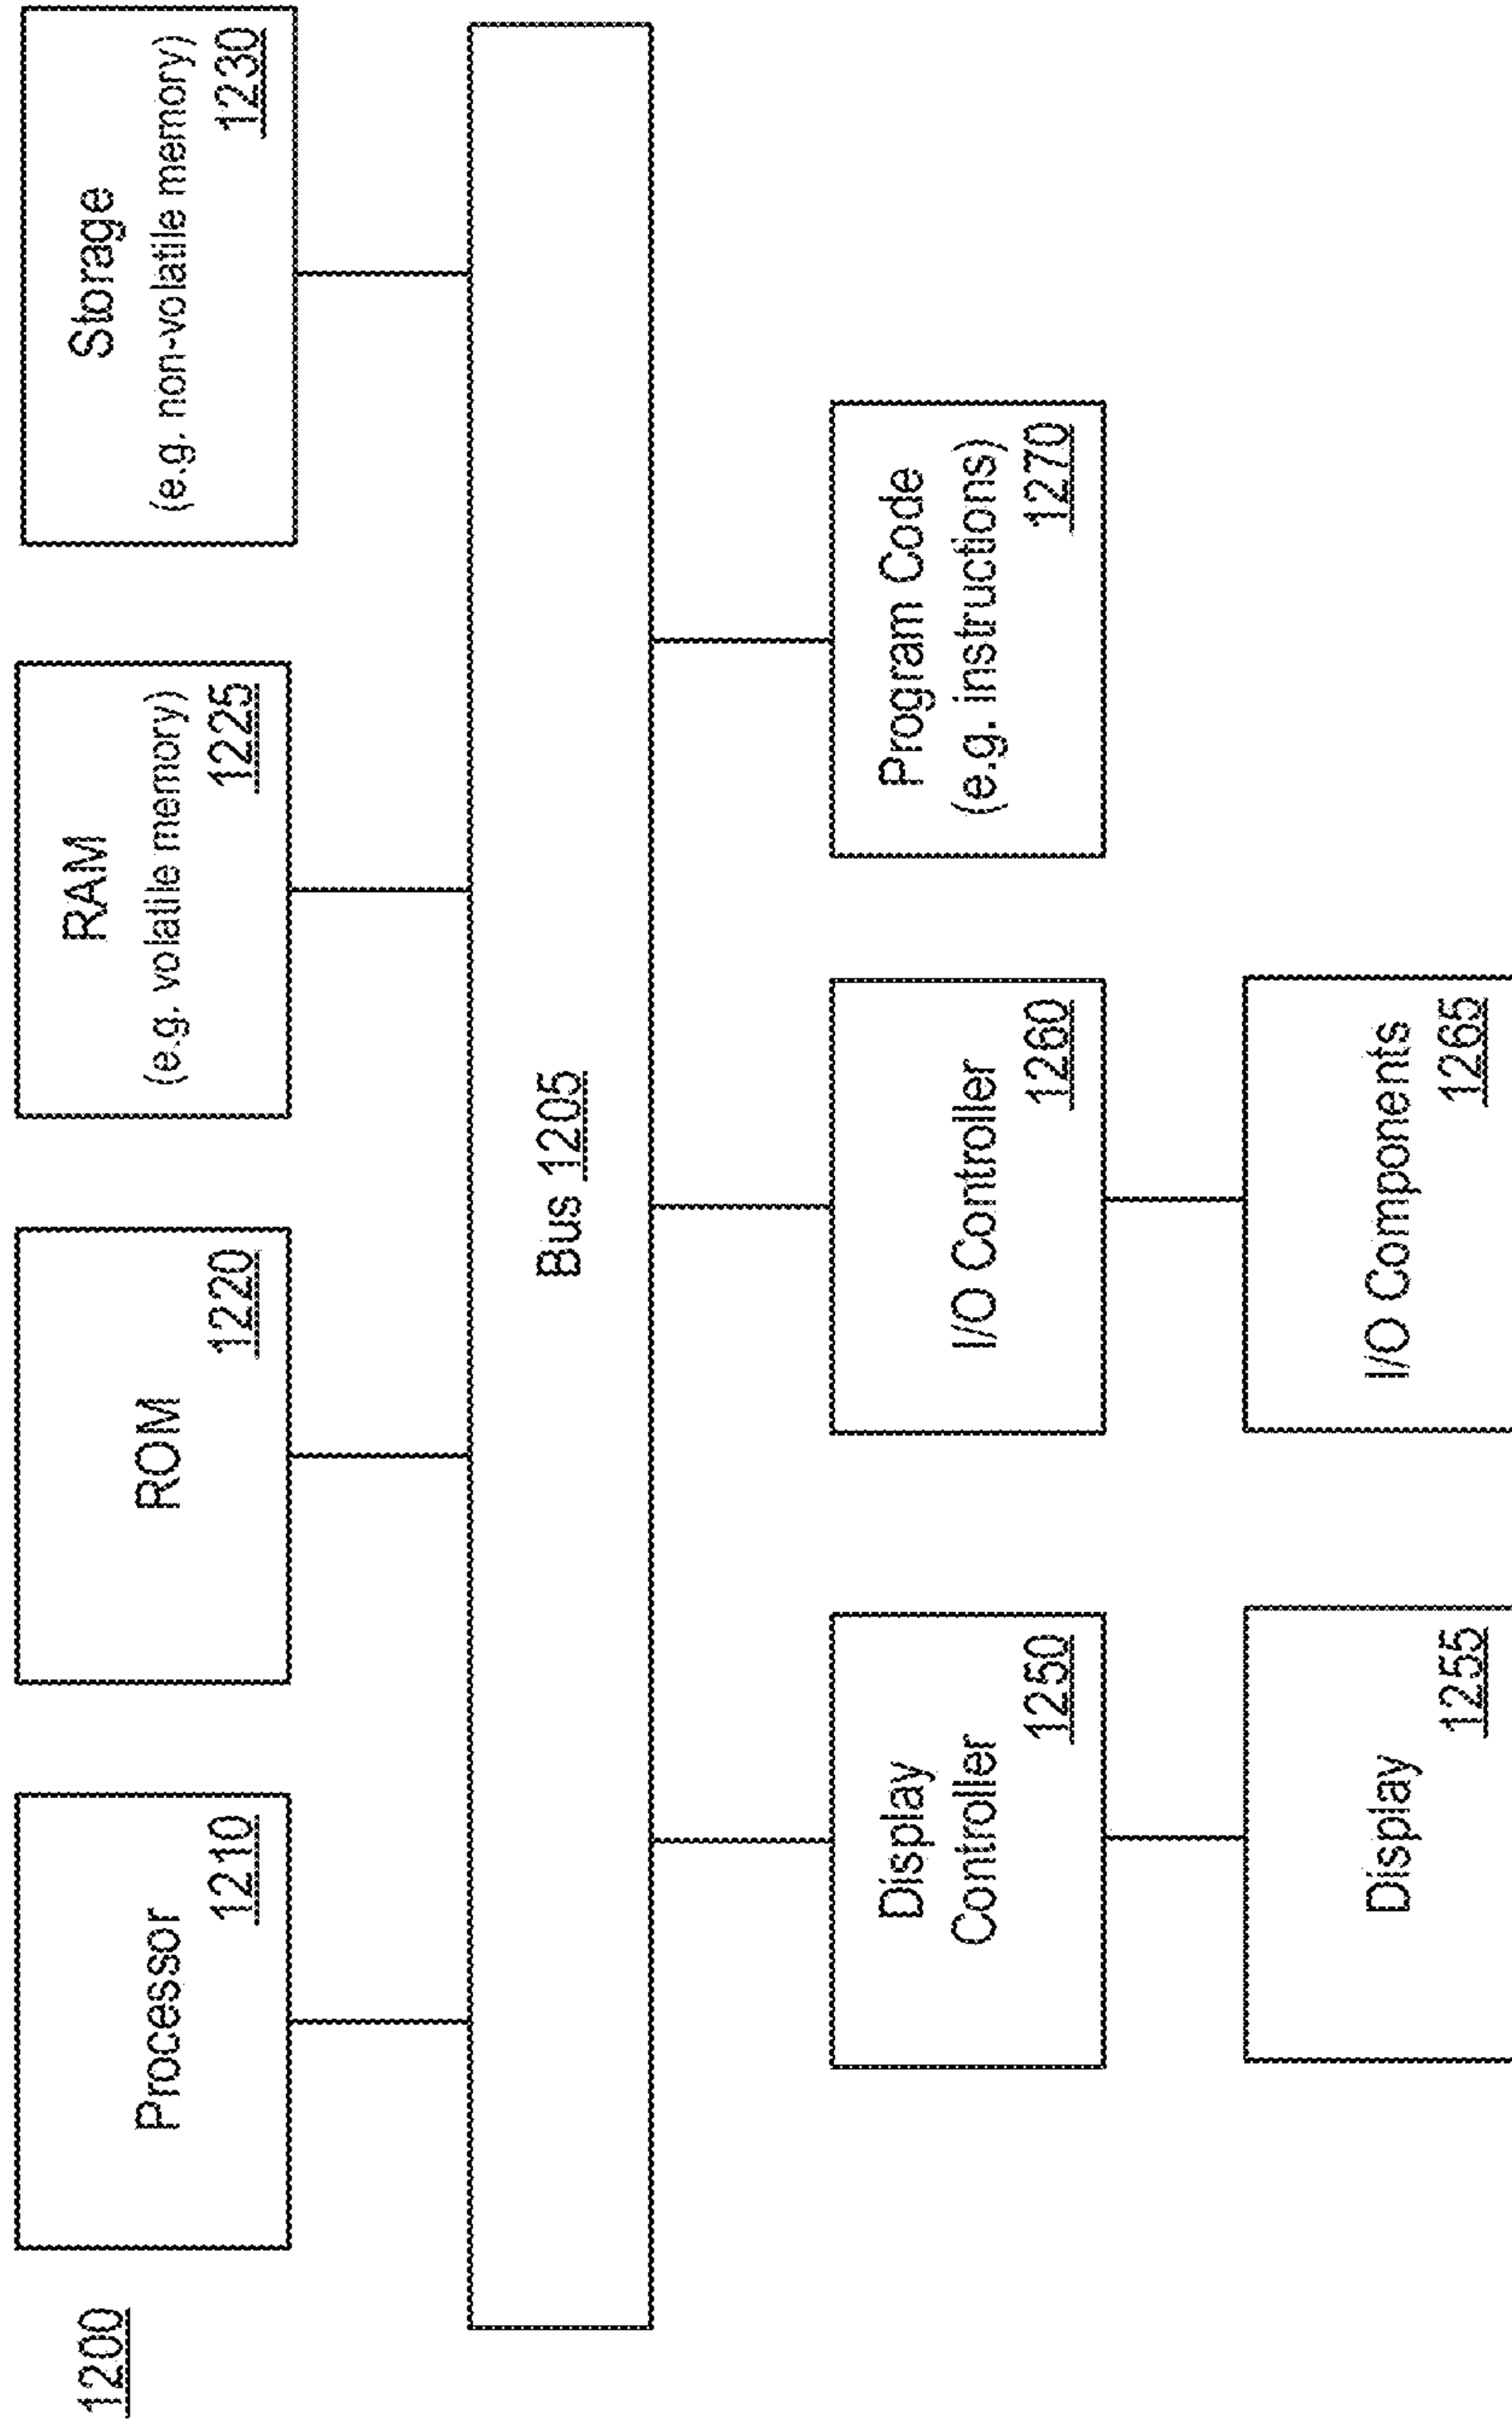 1200
Processor
1210
ROM
1220
RAM
(e.g. volatile memory)
1225
Storage
(e.g. non-volatile memory)
1230
Bus 1205
Display
Controller
1250
I/O Controller
1260
Program Code
(e.g. instructions)
1270
Display
1255
I/O Components
1265